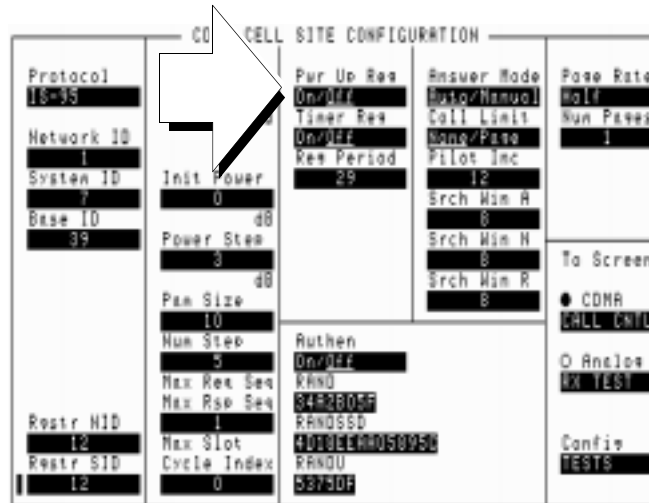 CELL SITE CONFIGURATION
Protocol
IS-95
Network ID
1
System ID
7
Base ID
39
Rgstr NID
12
Rgstr SID
12
Init Power
0
dB
Power Step
3
dB
Pam Size
10
Num Step
5
Max Req Seq
Max Rsp Seq
1
Max Slot
Cycle Index
0
Pwr Up Reg
On/Off
Timer Reg
On/Off
Reg Period
29
Authen
On/Off
RAND
34A2B05F
RANDSSD
RANDU
5375DF
Answer Mode
Auto/Manual
Call Limit
None/Page
Pilot Inc
12
Srch Win A
8
Srch Win N
8
Srch Win R
8
Page Rate
Half
Num Pages
1
To Screen
CDMA
CALL CNTL
Analog
RX TEST
Config
TESTS